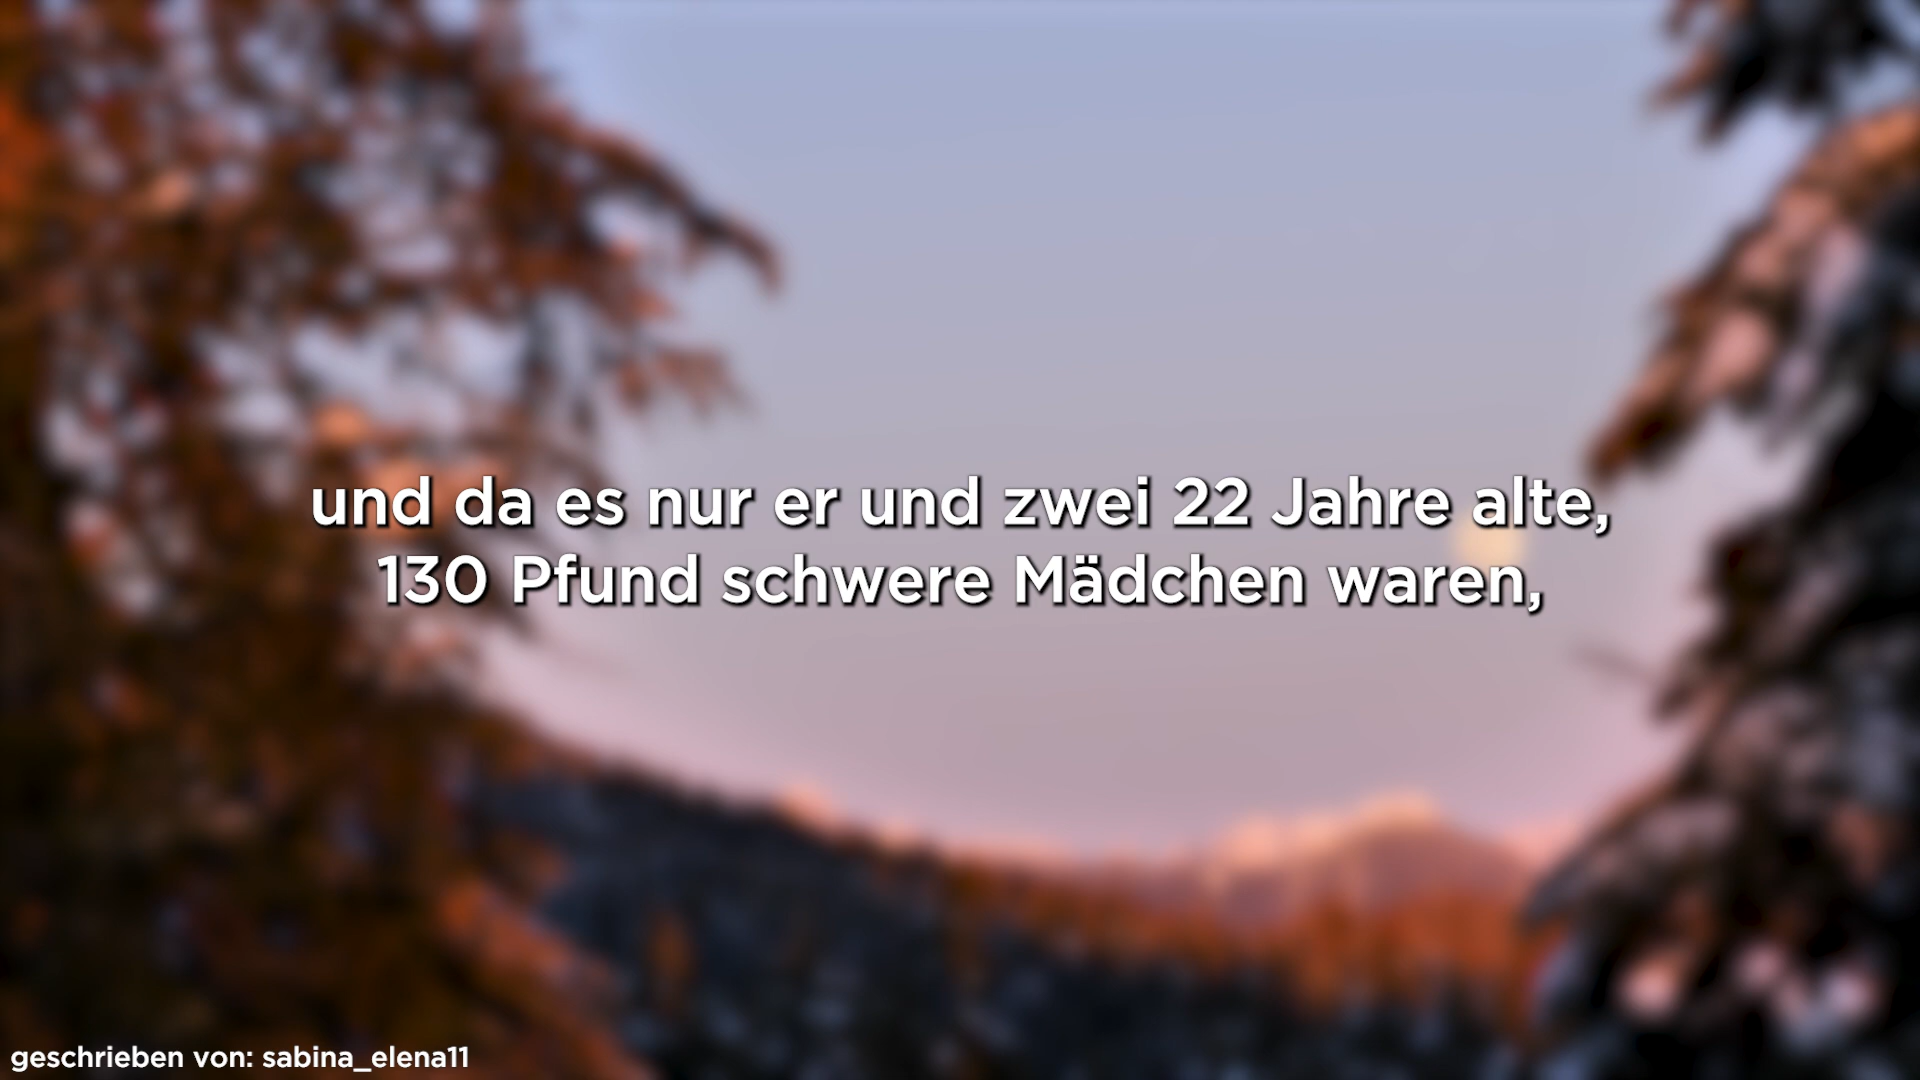 und da es nur er und zwei 22 Jahre alte,
130 Pfund schwere Mädchen waren,
geschrieben von: sabina_elena11